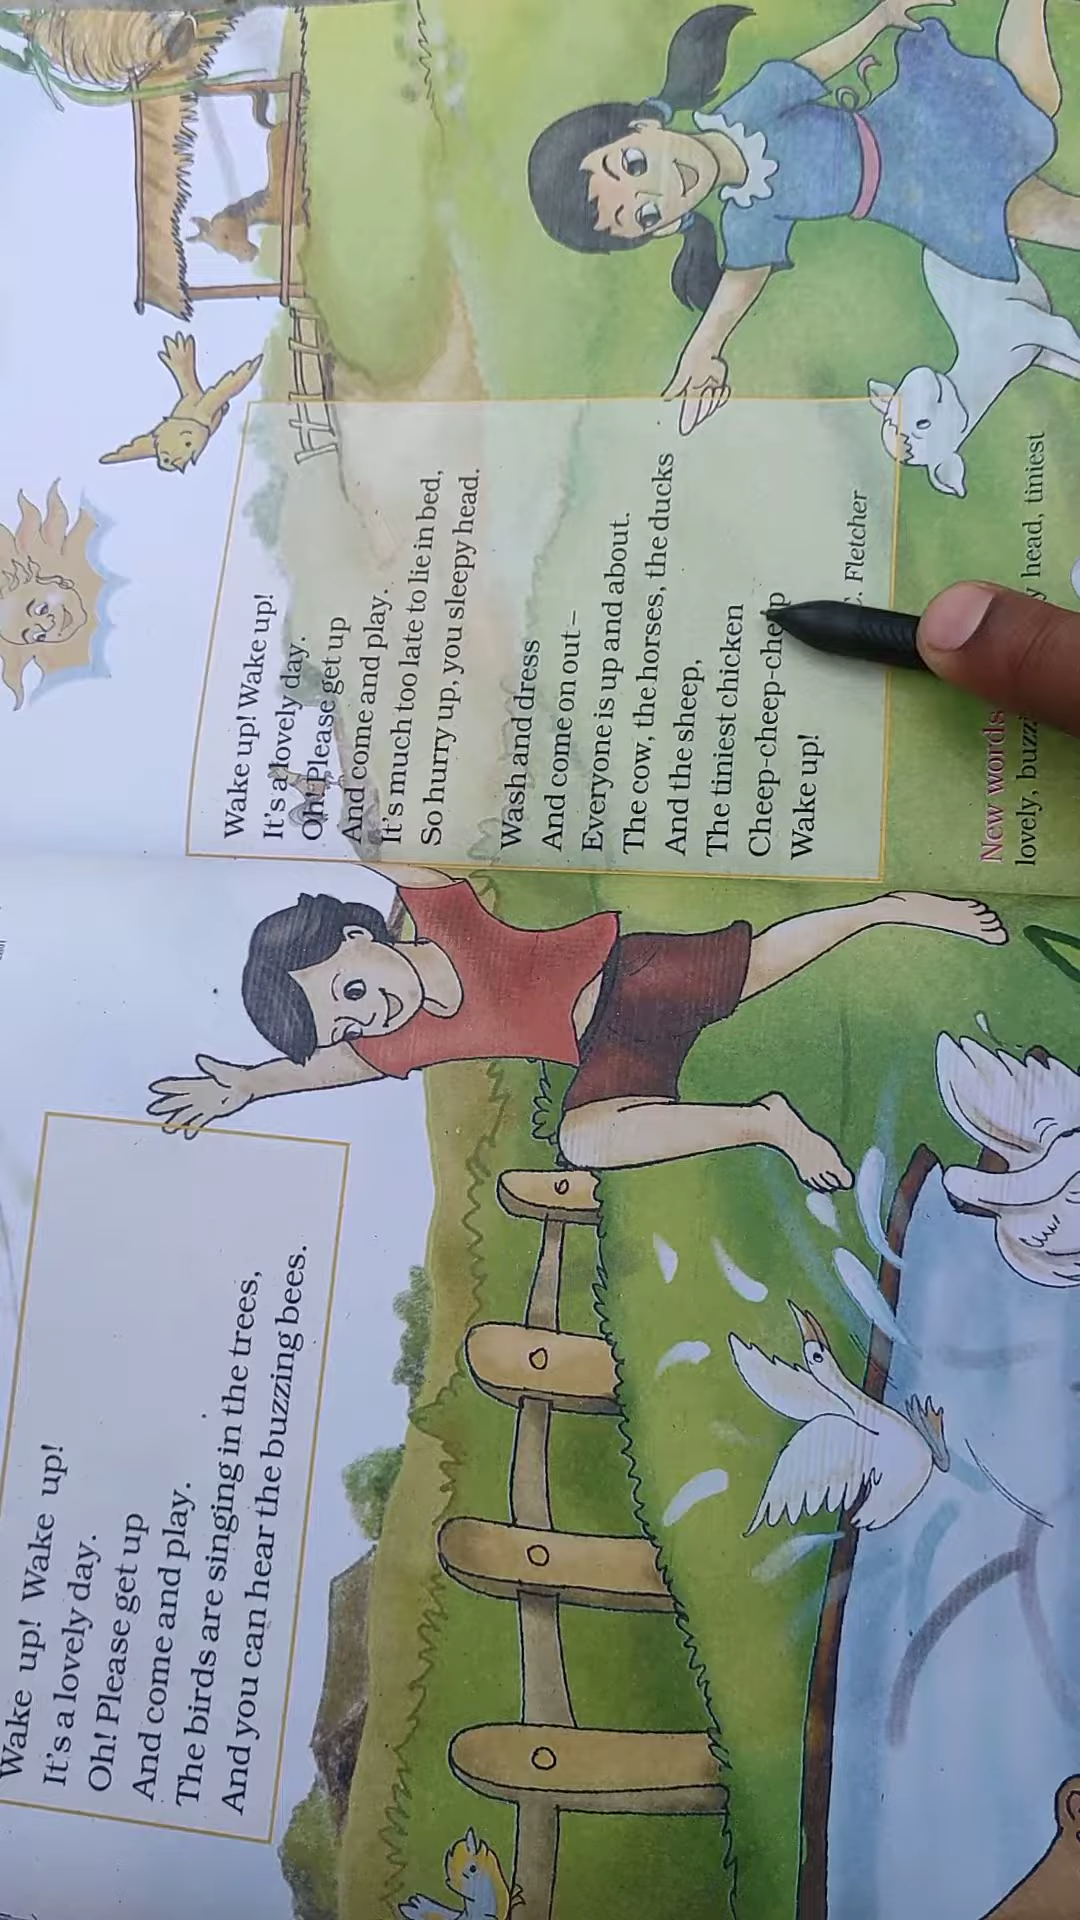 Wake up! Wake up!
It's a lovely day.
Oh! Please get up
And come and play.
The birds are singing in the trees,
And you can hear the buzzing bees.
Wake up! Wake up!
It's a lovely day.
Oh! Please get up
And come and play.
It's much too late to lie in bed,
So hurry up, you sleepy head.
Wash and dress
And come on out –
Everyone is up and about.
The cow, the horses, the ducks
And the sheep,
The tiniest chicken
Cheep-cheep-cheep
Wake up!
C. Fletcher
New words
lovely, head, tiniest